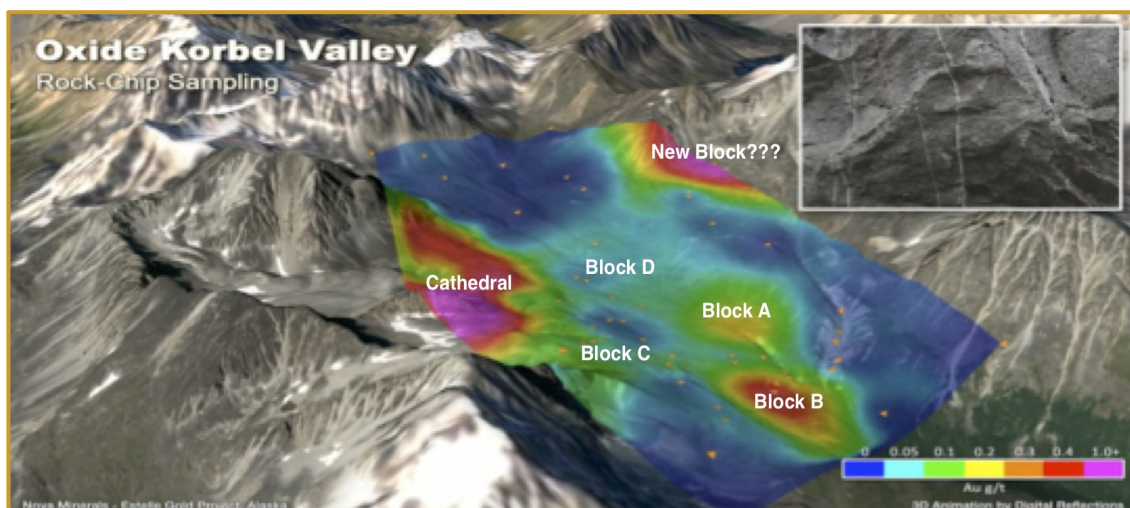 Oxide Korbel Valley
Rock-Chip Sampling
New Block???
Cathedral
Block D
Block A
Block C
Block B
0 0.05 0.1 0.2 0.3 0.4 1.0+
Au g/t
Nova Minerals - Estelle Gold Project, Alaska
3D Animation by Digital Reflections